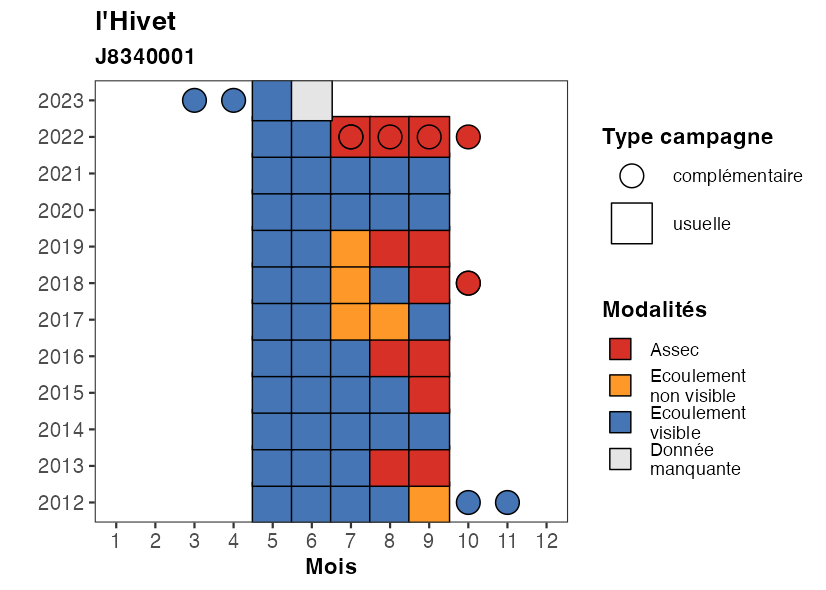 l'Hivet
J8340001
2023
2022
2021
2020
2019
2018
2017
2016
2015
2014
2013
2012
1 2 3 4 5 6 7 8 9 10 11 12
Mois
Type campagne
complémentaire
usuelle
Modalités
Assec
Ecoulement
non visible
Ecoulement
visible
Donnée
manquante